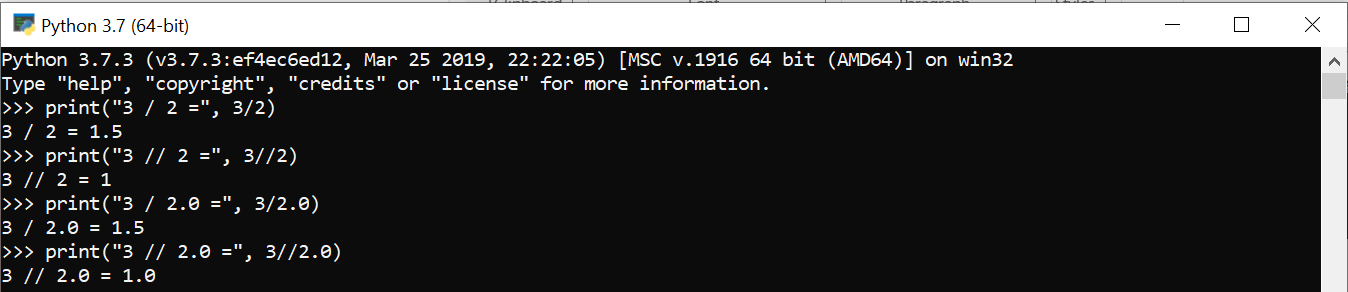 Python 3.7 (64-bit)
Python 3.7.3 (v3.7.3:ef4ec6ed12, Mar 25 2019, 22:22:05) [MSC v.1916 64 bit (AMD64)] on win32
Type "help", "copyright", "credits" or "license" for more information.
>>> print("3 / 2 =", 3/2)
3 / 2 = 1.5
>>> print("3 // 2 =", 3//2)
3 // 2 = 1
>>> print("3 / 2.0 =", 3/2.0)
3 / 2.0 = 1.5
>>> print("3 // 2.0 =", 3//2.0)
3 // 2.0 = 1.0